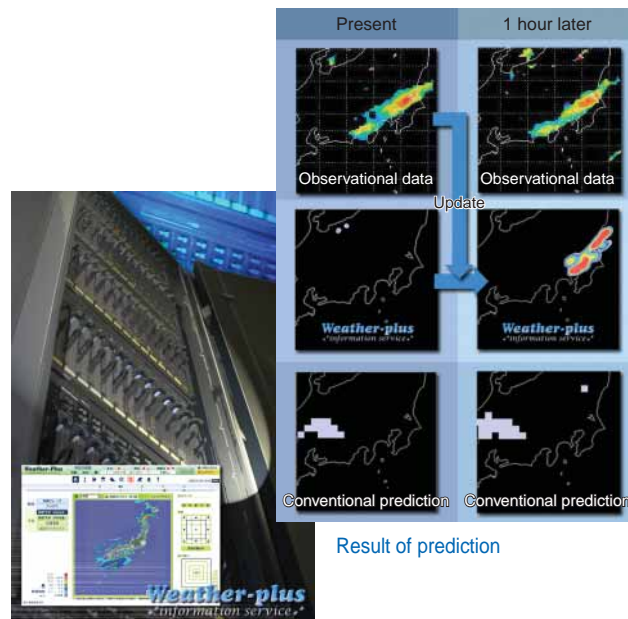 Present
1 hour later
Observational data
Observational data
Update
Weather-plus
information service
Weather-plus
information service
Conventional prediction
Conventional prediction
Result of prediction
Weather-Plus
Weather-plus
information service